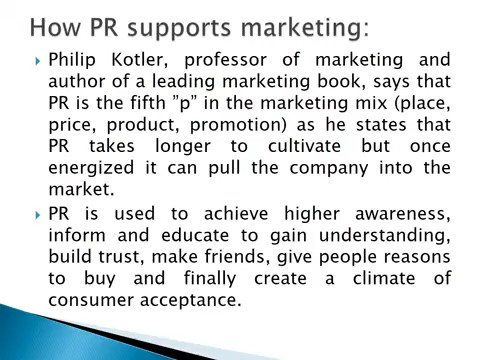 How PR supports marketing:
Philip Kotler, professor of marketing and
author of a leading marketing book, says that
PR is the fifth ”p” in the marketing mix (place,
price, product, promotion) as he states that
PR takes longer to cultivate but once
energized it can pull the company into the
market.
PR is used to achieve higher awareness,
inform and educate to gain understanding,
build trust, make friends, give people reasons
to buy and finally create a climate of
consumer acceptance.